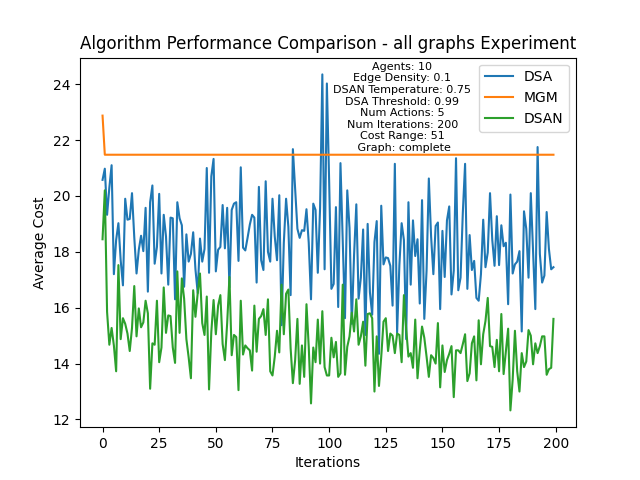 Algorithm Performance Comparison - all graphs Experiment
Agents: 10
Edge Density: 0.1
DSAN Temperature: 0.75
DSA Threshold: 0.99
Num Actions: 5
Num Iterations: 200
Cost Range: 51
Graph: complete
DSA
MGM
DSAN
Average Cost
24
22
20
18
16
14
12
0
25
50
75
100
125
150
175
200
Iterations